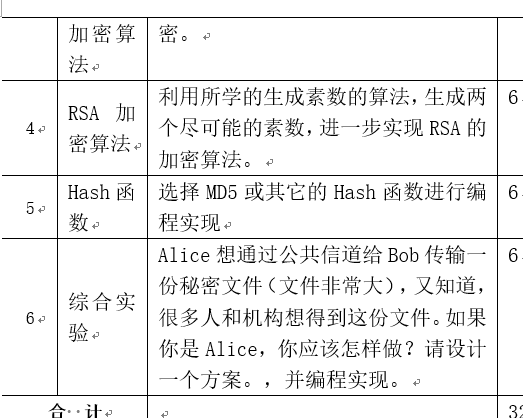 加密算
法
密。
4
RSA 加
密算法
利用所学的生成素数的算法，生成两
个尽可能的素数，进一步实现 RSA 的
加密算法。
6
5
Hash 函
数
选择 MD5 或其它的 Hash 函数进行编
程实现
6
6
综合实
验
Alice 想通过公共信道给 Bob 传输一
份秘密文件（文件非常大），又知道，
很多人和机构想得到这份文件。如果
你是 Alice，你应该怎样做？请设计
一个方案。，并编程实现。
6
合 计
32